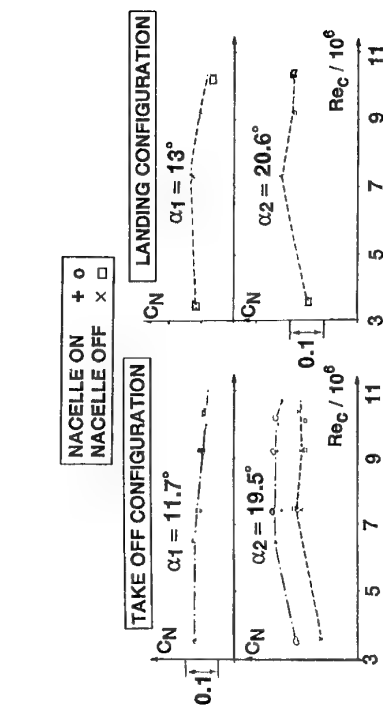 NACELLE ON + o
NACELLE OFF × □
TAKE OFF CONFIGURATION
CN
α1 = 11.7°
0.1
CN
α2 = 19.5°
3 7 9 11
ReC / 10⁶
LANDING CONFIGURATION
CN
α1 = 13°
CN
α2 = 20.6°
0.1
3 5 7 9 11
ReC / 10⁶